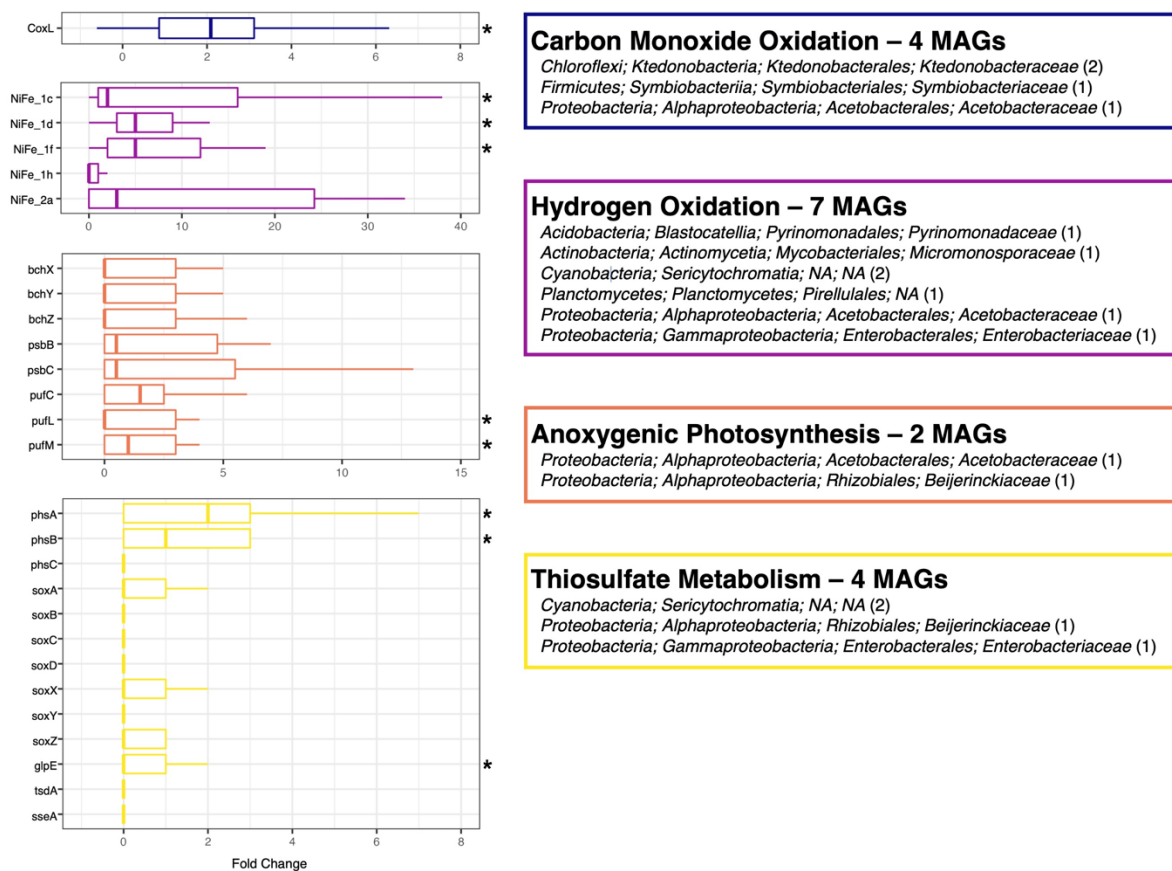 CoxL
*
0
2
4
6
8
NiFe_1c
*
NiFe_1d
*
NiFe_1f
*
NiFe_1h
NiFe_2a
0
10
20
30
40
bchX
bchY
bchZ
psbB
psbC
pufC
pufL
*
pufM
*
0
5
10
15
phsA
*
phsB
*
phsC
soxA
soxB
soxC
soxD
soxX
soxY
soxZ
glpE
*
tsdA
sseA
0
2
4
6
8
Fold Change
Carbon Monoxide Oxidation – 4 MAGs
Chloroflexi; Ktedonobacteria; Ktedonobacterales; Ktedonobacteraceae (2)
Firmicutes; Symbiobacteriia; Symbiobacteriales; Symbiobacteriaceae (1)
Proteobacteria; Alphaproteobacteria; Acetobacterales; Acetobacteraceae (1)
Hydrogen Oxidation – 7 MAGs
Acidobacteria; Blastocatellia; Pyrinomonadales; Pyrinomonadaceae (1)
Actinobacteria; Actinomycetia; Mycobacteriales; Micromonosporaceae (1)
Cyanobacteria; Sericytochromatia; NA; NA (2)
Planctomycetes; Planctomycetes; Pirellulales; NA (1)
Proteobacteria; Alphaproteobacteria; Acetobacterales; Acetobacteraceae (1)
Proteobacteria; Gammaproteobacteria; Enterobacterales; Enterobacteriaceae (1)
Anoxygenic Photosynthesis – 2 MAGs
Proteobacteria; Alphaproteobacteria; Acetobacterales; Acetobacteraceae (1)
Proteobacteria; Alphaproteobacteria; Rhizobiales; Beijerinckiaceae (1)
Thiosulfate Metabolism – 4 MAGs
Cyanobacteria; Sericytochromatia; NA; NA (2)
Proteobacteria; Alphaproteobacteria; Rhizobiales; Beijerinckiaceae (1)
Proteobacteria; Gammaproteobacteria; Enterobacterales; Enterobacteriaceae (1)